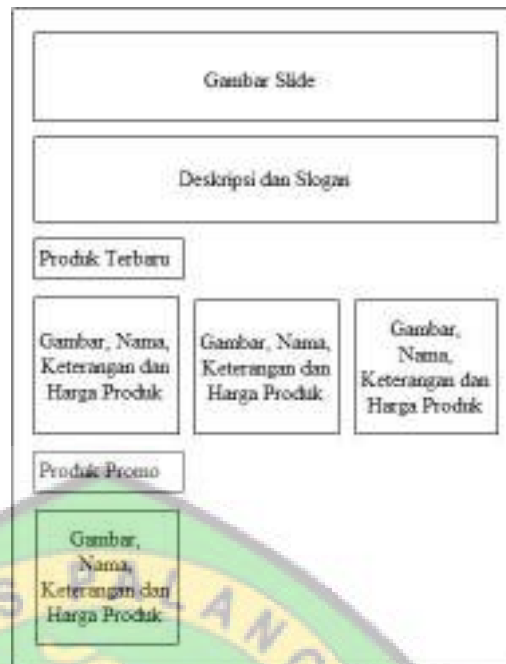 Gambar Slide
Deskripsi dan Slogan
Produk Terbaru
Gambar, Nama,
Keterangan dan
Harga Produk
Gambar, Nama,
Keterangan dan
Harga Produk
Gambar,
Nama,
Keterangan dan
Harga Produk
Produk Promo
Gambar,
Nama,
Keterangan dan
Harga Produk
S PALANG